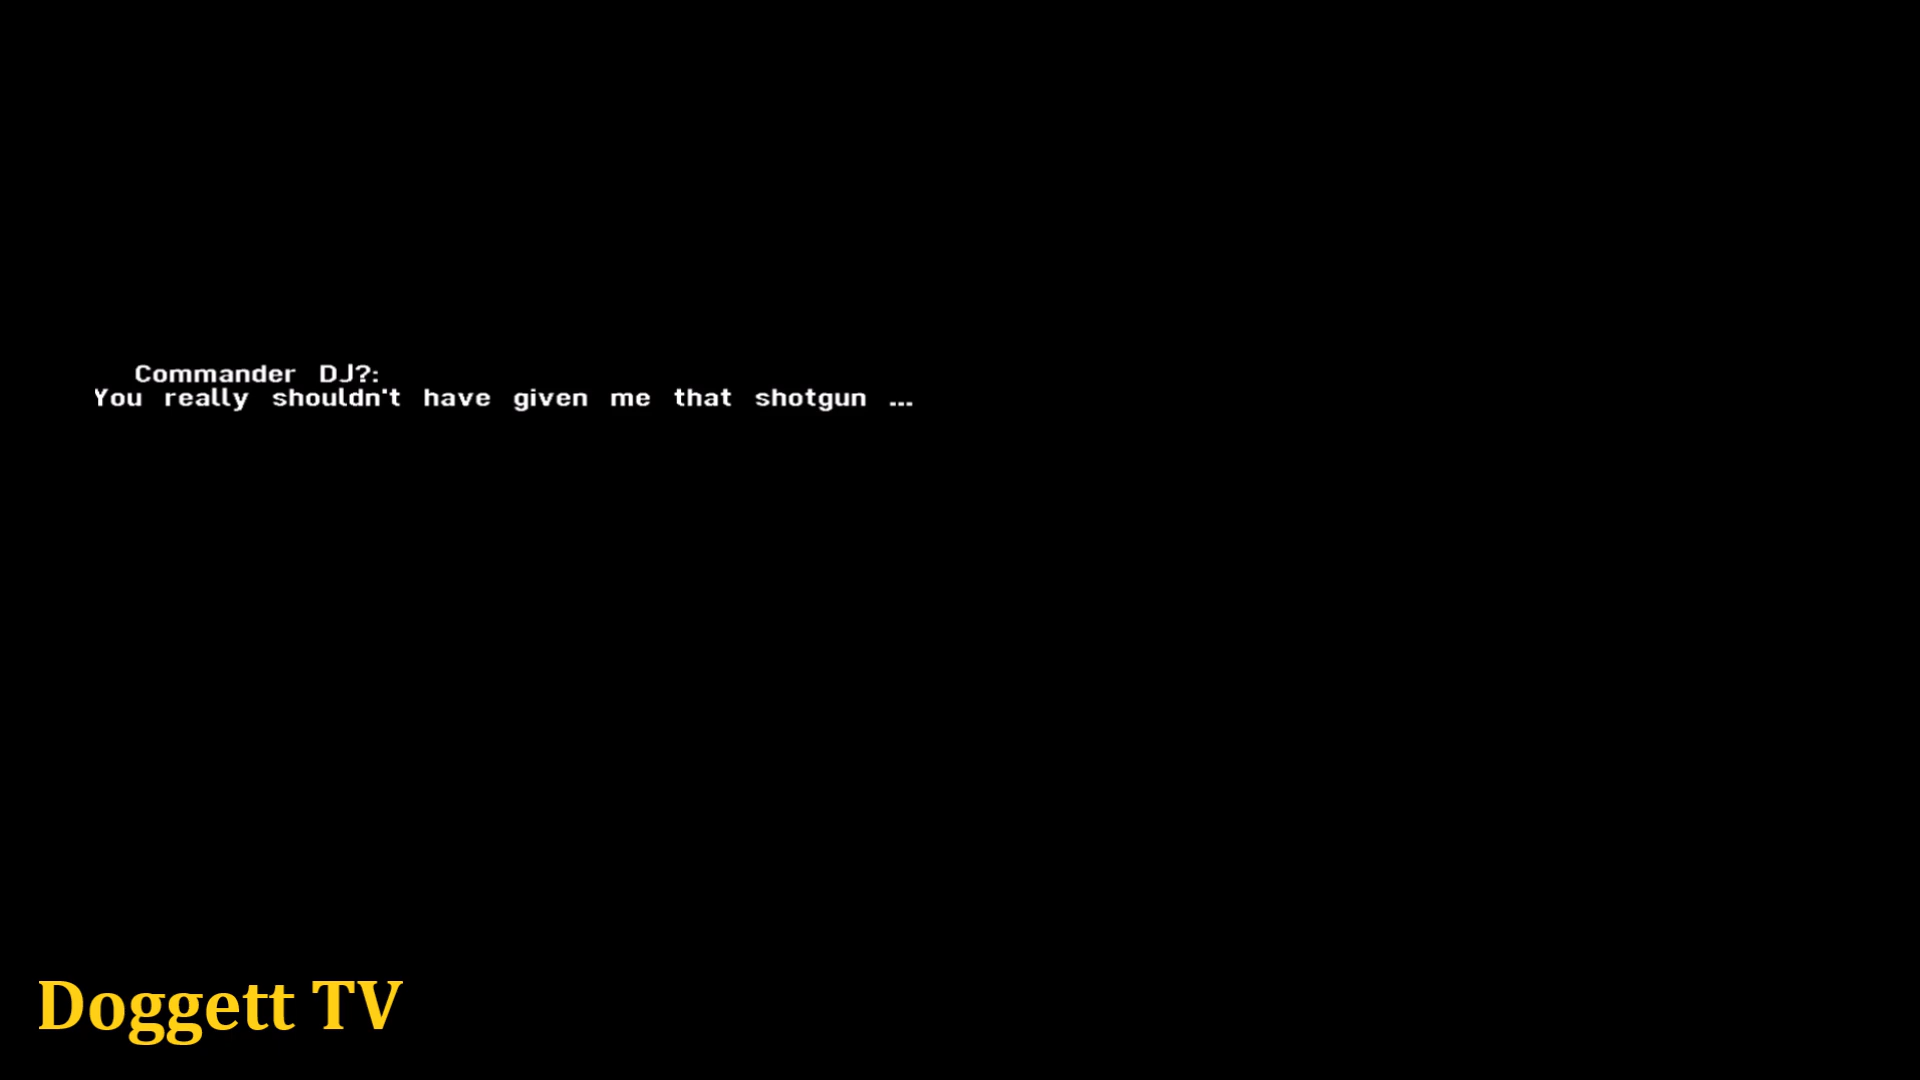 Commander DJ?:
You really shouldn't have given me that shotgun ...
Doggett TV